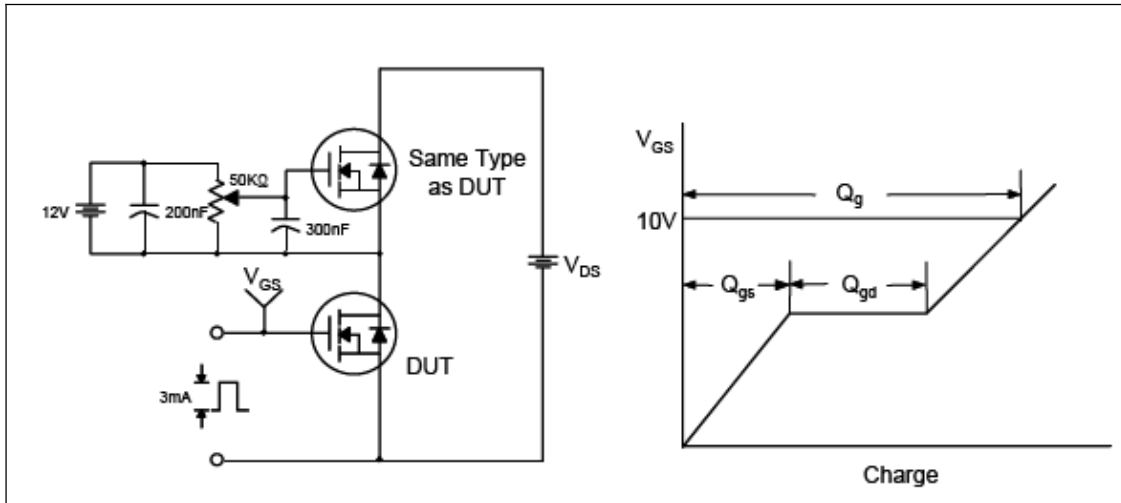 50KΩ
12V
200nF
300nF
Same Type
as DUT
V_DS
V_GS
DUT
3mA
V_GS
Q_g
10V
Q_gs
Q_gd
Charge